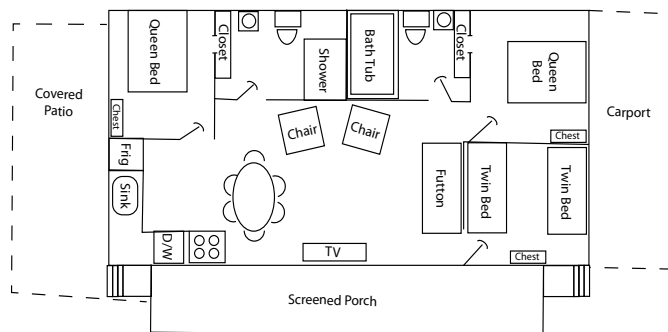 Queen Bed
Closet
Shower
Bath Tub
Closet
Queen
Bed
Covered
Patio
Chest
Chair
Chair
Carport
Chest
Frig
Sink
Futton
Twin Bed
Twin Bed
D/W
TV
Chest
Screened Porch